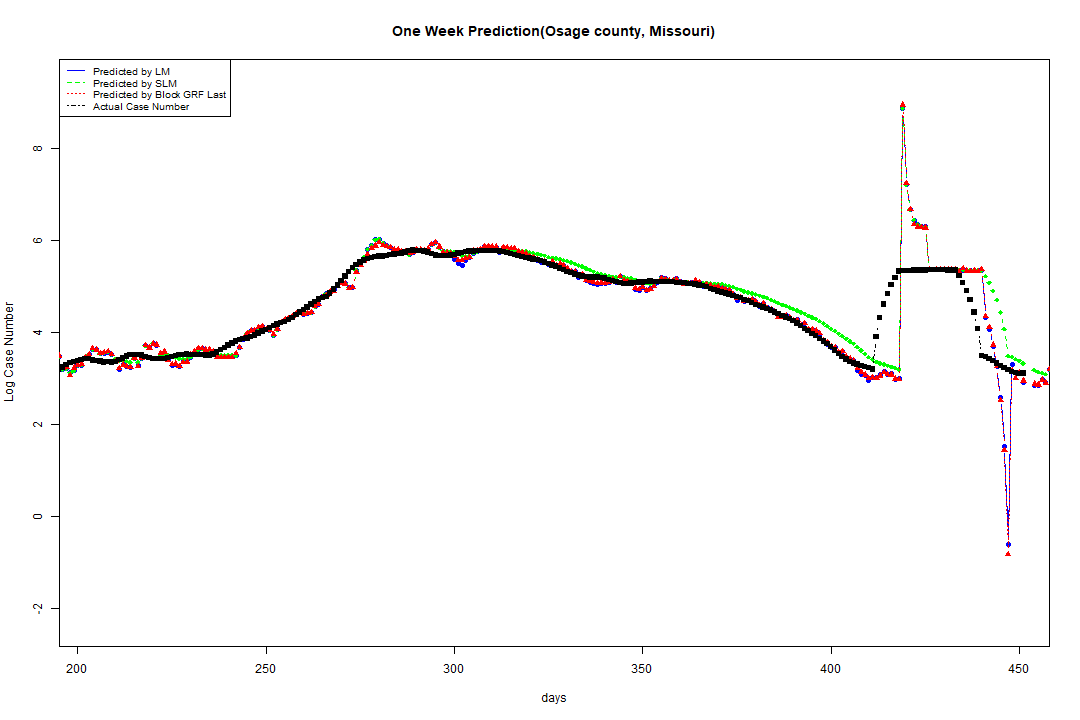 One Week Prediction(Osage county, Missouri)
Predicted by LM
Predicted by SLM
Predicted by Block GRF Last
Actual Case Number
Log Case Number
8
6
4
2
0
-2
200 250 300 350 400 450
days